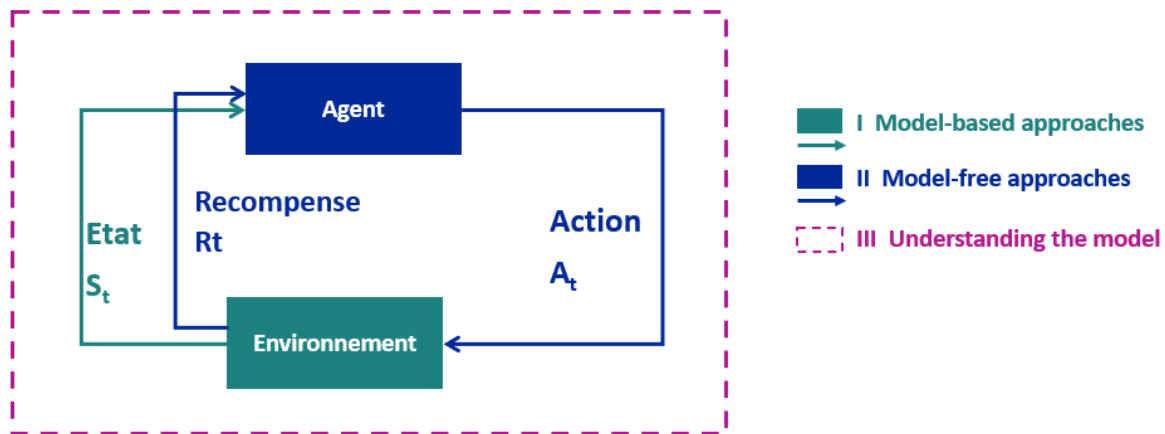 Agent
Recompense
Rt
Etat
St
Action
At
Environnement
I Model-based approaches
II Model-free approaches
III Understanding the model